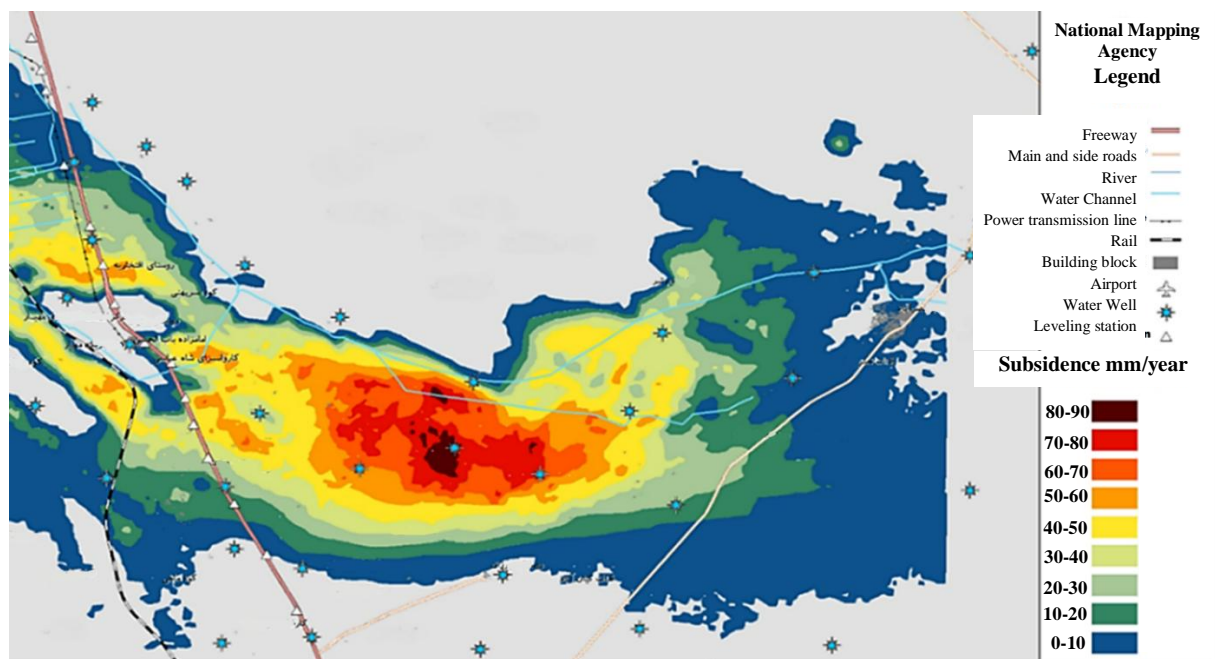 روستای افتخاریه
National Mapping
Agency
Legend
Freeway
Main and side roads
River
Water Channel
Power transmission line
Rail
Building block
Airport
Water Well
Leveling station
Subsidence mm/year
80-90
70-80
60-70
50-60
40-50
30-40
20-30
10-20
0-10